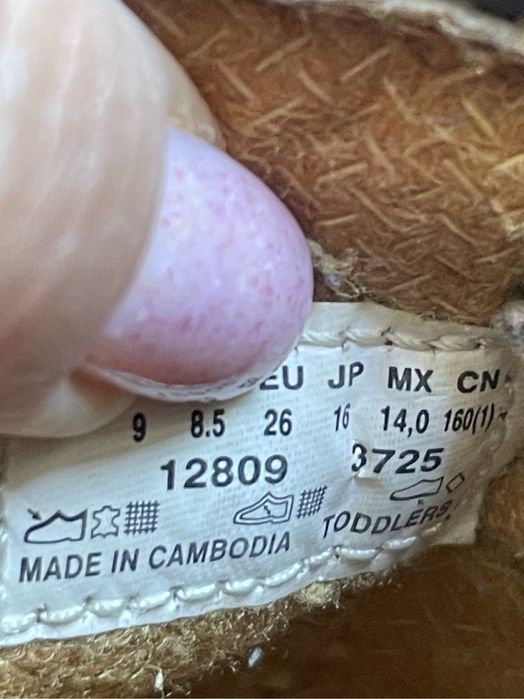 EU JP MX CN
9 8.5 26 16 14,0 160(1)
12809 3725
TODDLERS
MADE IN CAMBODIA